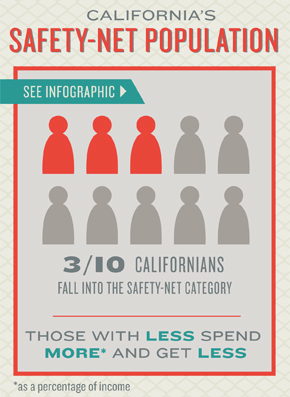 CALIFORNIA'S
SAFETY-NET POPULATION
SEE INFOGRAPHIC
3/10 CALIFORNIANS
FALL INTO THE SAFETY-NET CATEGORY
THOSE WITH LESS SPEND
MORE* AND GET LESS
*as a percentage of income